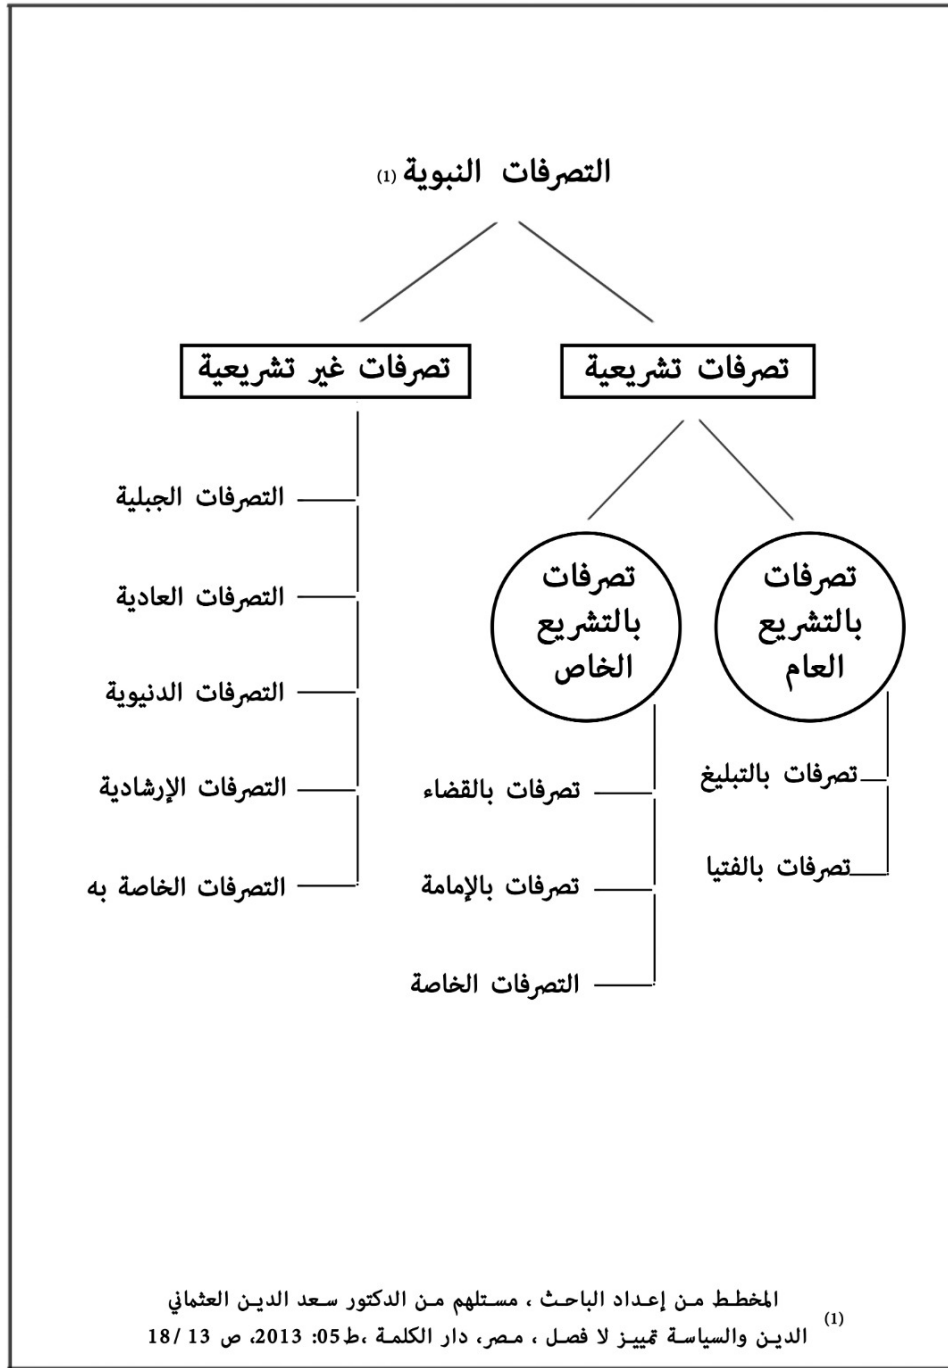 التصرفات النبوية (1)
تصرفات تشريعية
تصرفات غير تشريعية
تصرفات
بالتشريع
العام
تصرفات بالتبليغ
تصرفات بالفتيا
تصرفات
بالتشريع
الخاص
تصرفات بالقضاء
تصرفات بالإمامة
التصرفات الخاصة
التصرفات الجبلية
التصرفات العادية
التصرفات الدنيوية
التصرفات الإرشادية
التصرفات الخاصة به
(1) المخطط من إعداد الباحث ، مستلهم من الدكتور سعد الدين العثماني
الدين والسياسة تمييز لا فصل ، مصر، دار الكلمة ،ط05: 2013، ص 13 /18